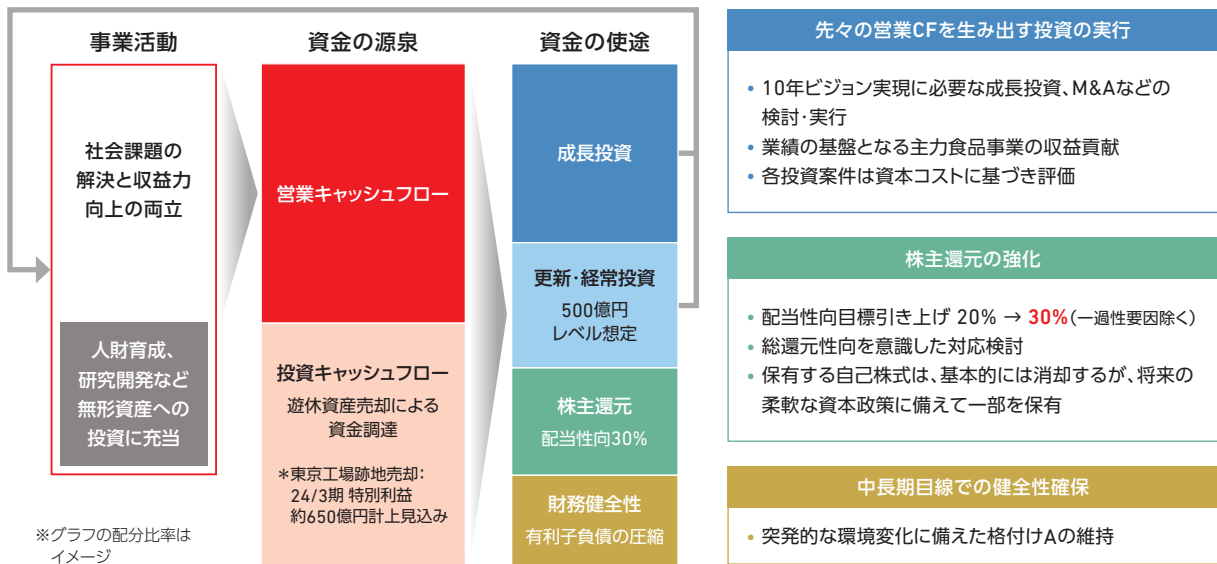 事業活動
社会課題の
解決と収益力
向上の両立
人財育成、
研究開発など
無形資産への
投資に充当
※グラフの配分比率は
イメージ
資金の源泉
営業キャッシュフロー
投資キャッシュフロー
遊休資産売却による
資金調達
＊東京工場跡地売却：
24/3期 特別利益
約650億円計上見込み
資金の使途
成長投資
更新・経常投資
500億円
レベル想定
株主還元
配当性向30%
財務健全性
有利子負債の圧縮
先々の営業CFを生み出す投資の実行
• 10年ビジョン実現に必要な成長投資、M&Aなどの
検討・実行
• 業績の基盤となる主力食品事業の収益貢献
• 各投資案件は資本コストに基づき評価
株主還元の強化
• 配当性向目標引き上げ 20% → 30%（一過性要因除く）
• 総還元性向を意識した対応検討
• 保有する自己株式は、基本的には消却するが、将来の
柔軟な資本政策に備えて一部を保有
中長期目線での健全性確保
• 突発的な環境変化に備えた格付けAの維持